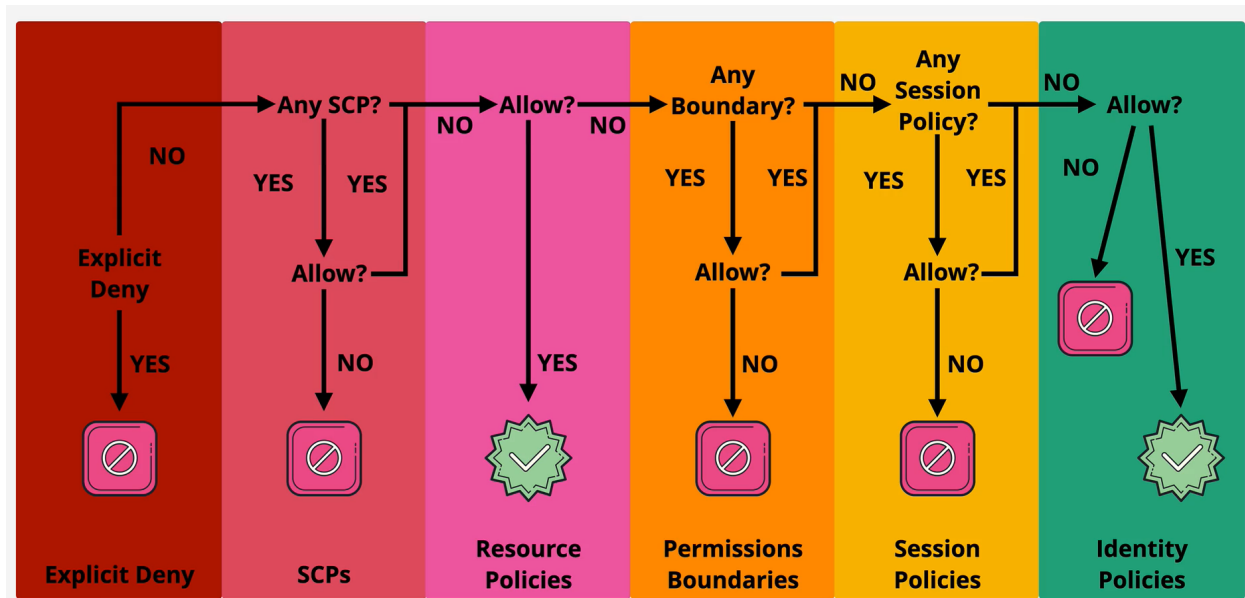 Explicit
Deny
NO
YES
Explicit Deny
Any SCP?
YES
YES
NO
Allow?
NO
SCPs
Allow?
NO
YES
Resource
Policies
Any
Boundary?
NO
YES
YES
Allow?
NO
Permissions
Boundaries
Any
Session
Policy?
NO
YES
YES
Allow?
NO
Session
Policies
Allow?
NO
YES
Identity
Policies